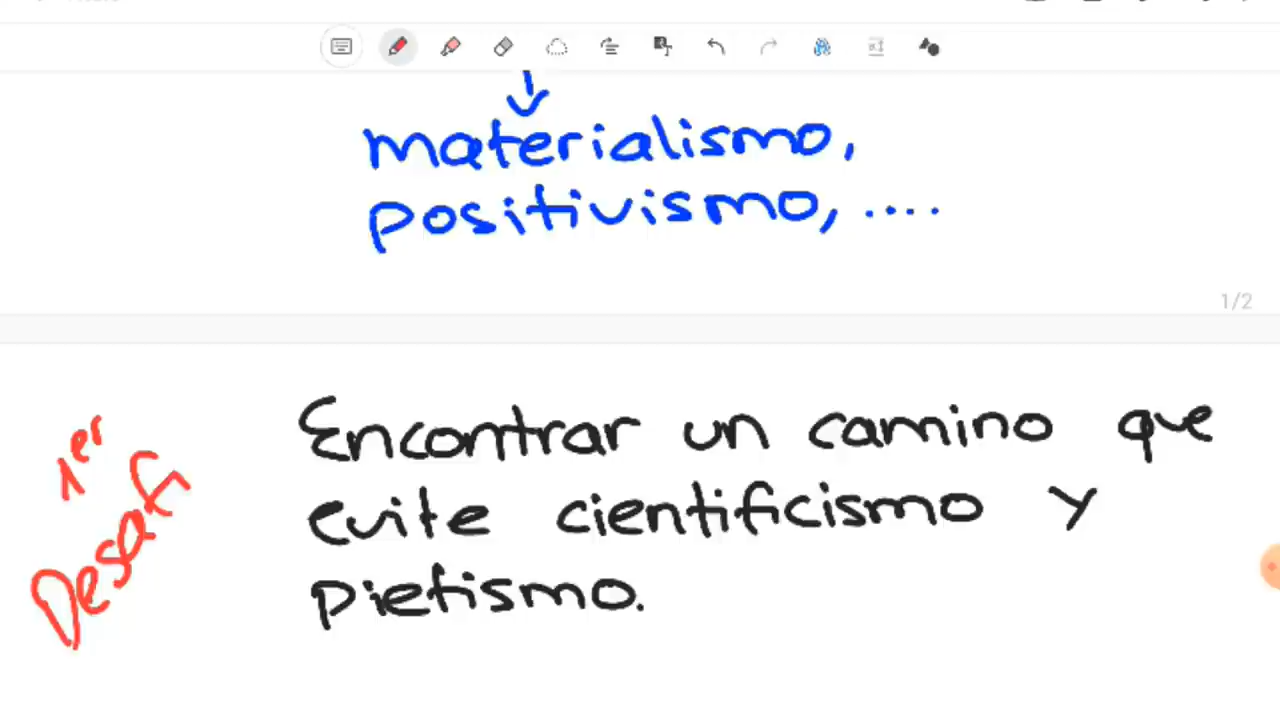 materialismo,
positivismo, ....
1/2
1er
Desafi
Encontrar un camino que
evite cientificismo y
pietismo.